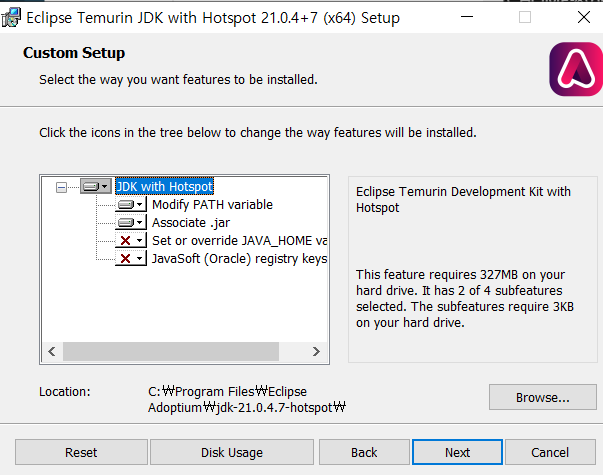 Eclipse Temurin JDK with Hotspot 21.0.4+7 (x64) Setup
Custom Setup
Select the way you want features to be installed.
Click the icons in the tree below to change the way features will be installed.
JDK with Hotspot
Modify PATH variable
Associate .jar
Set or override JAVA_HOME va
JavaSoft (Oracle) registry keys
Eclipse Temurin Development Kit with
Hotspot
This feature requires 327MB on your
hard drive. It has 2 of 4 subfeatures
selected. The subfeatures require 3KB
on your hard drive.
Location:
C:₩Program Files₩Eclipse
Adoptium₩jdk-21.0.4.7-hotspot₩
Browse...
Reset
Disk Usage
Back
Next
Cancel